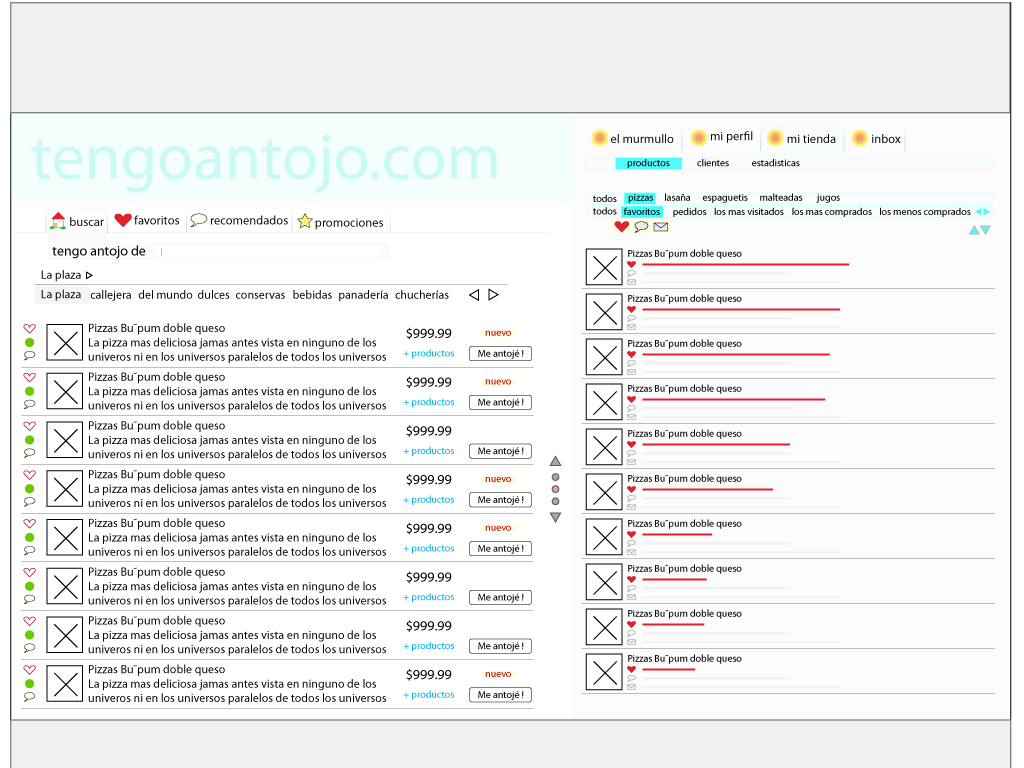 tengoantojo.com
buscar favoritos recomendados promociones
tengo antojo de
La plaza
La plaza callejera del mundo dulces conservas bebidas panadería chucherías
Pizzas Bu˜pum doble queso
La pizza mas deliciosa jamas antes vista en ninguno de los
univeros ni en los universos paralelos de todos los universos
$999.99 nuevo
+ productos Me antojé !
Pizzas Bu˜pum doble queso
La pizza mas deliciosa jamas antes vista en ninguno de los
univeros ni en los universos paralelos de todos los universos
$999.99 nuevo
+ productos Me antojé !
Pizzas Bu˜pum doble queso
La pizza mas deliciosa jamas antes vista en ninguno de los
univeros ni en los universos paralelos de todos los universos
$999.99
Me antojé !
Pizzas Bu˜pum doble queso
La pizza mas deliciosa jamas antes vista en ninguno de los
univeros ni en los universos paralelos de todos los universos
$999.99 nuevo
+ productos Me antojé !
Pizzas Bu˜pum doble queso
La pizza mas deliciosa jamas antes vista en ninguno de los
univeros ni en los universos paralelos de todos los universos
$999.99 nuevo
+ productos Me antojé !
Pizzas Bu˜pum doble queso
La pizza mas deliciosa jamas antes vista en ninguno de los
univeros ni en los universos paralelos de todos los universos
$999.99
+ productos Me antojé !
Pizzas Bu˜pum doble queso
La pizza mas deliciosa jamas antes vista en ninguno de los
univeros ni en los universos paralelos de todos los universos
$999.99
Me antojé !
Pizzas Bu˜pum doble queso
La pizza mas deliciosa jamas antes vista en ninguno de los
univeros ni en los universos paralelos de todos los universos
$999.99 nuevo
+ productos Me antojé !
el murmullo mi perfil mi tienda inbox
productos clientes estadisticas
todos pizzas lasaña espaguetis malteadas jugos
todos favoritos pedidos los mas visitados los mas comprados los menos comprados
Pizzas Bu˜pum doble queso
Pizzas Bu˜pum doble queso
Pizzas Bu˜pum doble queso
Pizzas Bu˜pum doble queso
Pizzas Bu˜pum doble queso
Pizzas Bu˜pum doble queso
Pizzas Bu˜pum doble queso
Pizzas Bu˜pum doble queso
Pizzas Bu˜pum doble queso
Pizzas Bu˜pum doble queso